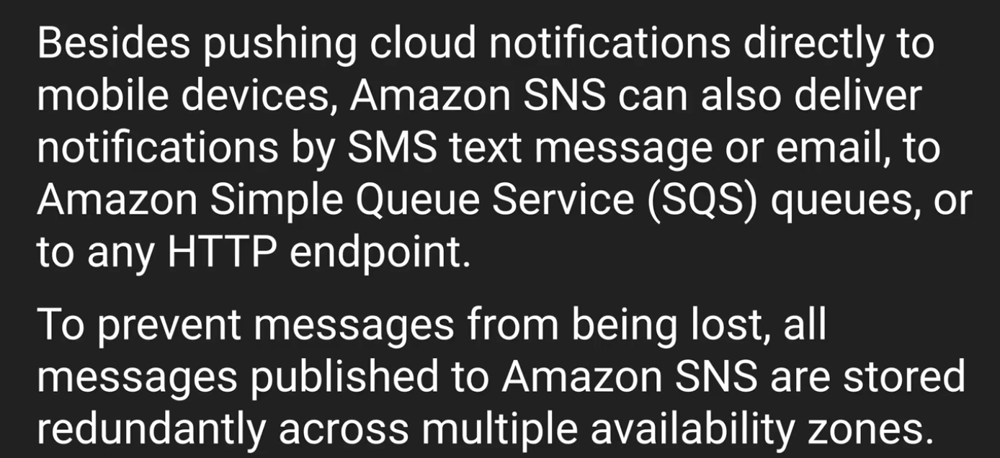 Besides pushing cloud notifications directly to
mobile devices, Amazon SNS can also deliver
notifications by SMS text message or email, to
Amazon Simple Queue Service (SQS) queues, or
to any HTTP endpoint.
To prevent messages from being lost, all
messages published to Amazon SNS are stored
redundantly across multiple availability zones.